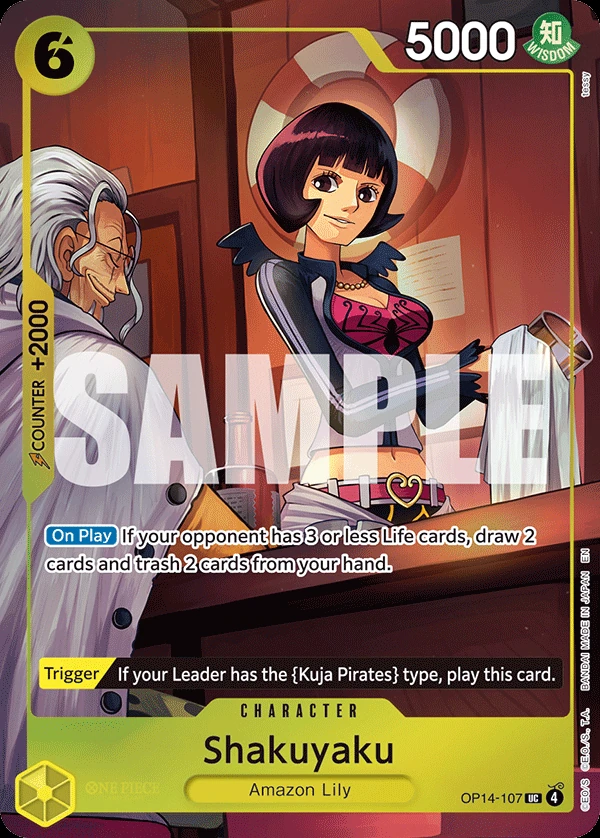 6
5000
知
WISDOM
tessy
COUNTER +2000
SAMPLE
On Play If your opponent has 3 or less Life cards, draw 2
cards and trash 2 cards from your hand.
Trigger If your Leader has the {Kuja Pirates} type, play this card.
CHARACTER
Shakuyaku
Amazon Lily
ONE PIECE
OP14-107 UC 4
©E.O/S ©E.O./S., T.A. BANDAI MADE IN JAPAN EN